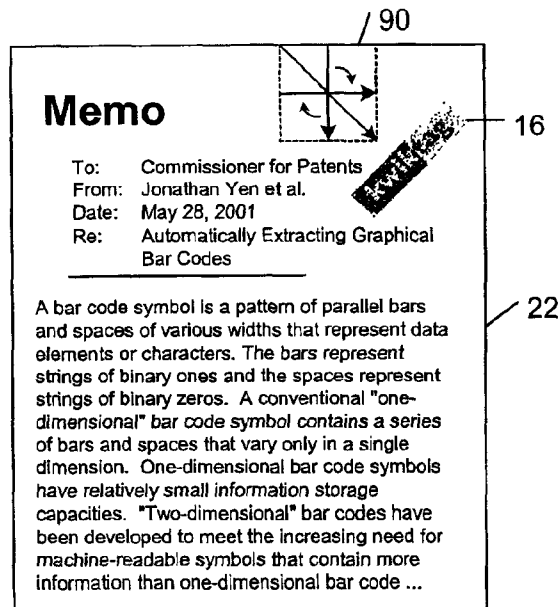 90
Memo
16
To: Commissioner for Patents
From: Jonathan Yen et al.
Date: May 28, 2001
Re: Automatically Extracting Graphical
Bar Codes
22
A bar code symbol is a pattern of parallel bars
and spaces of various widths that represent data
elements or characters. The bars represent
strings of binary ones and the spaces represent
strings of binary zeros. A conventional "one-
dimensional" bar code symbol contains a series
of bars and spaces that vary only in a single
dimension. One-dimensional bar code symbols
have relatively small information storage
capacities. "Two-dimensional" bar codes have
been developed to meet the increasing need for
machine-readable symbols that contain more
information than one-dimensional bar code ...